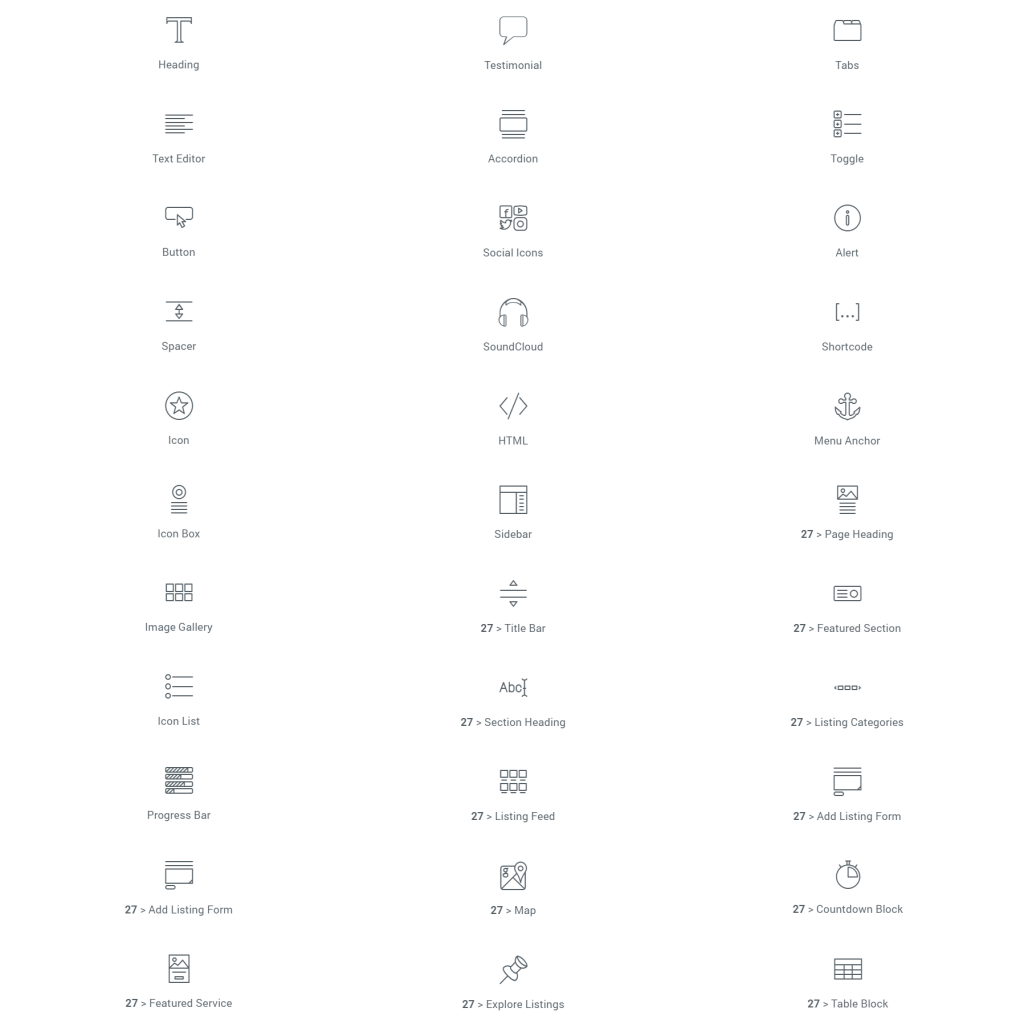 Heading
Testimonial
Tabs
Text Editor
Accordion
Toggle
Button
Social Icons
Alert
Spacer
SoundCloud
[...]
Shortcode
Icon
HTML
Menu Anchor
Icon Box
Sidebar
27 > Page Heading
Image Gallery
27 > Title Bar
27 > Featured Section
Icon List
Abc
27 > Section Heading
27 > Listing Categories
Progress Bar
27 > Listing Feed
27 > Add Listing Form
27 > Add Listing Form
27 > Map
27 > Countdown Block
27 > Featured Service
27 > Explore Listings
27 > Table Block